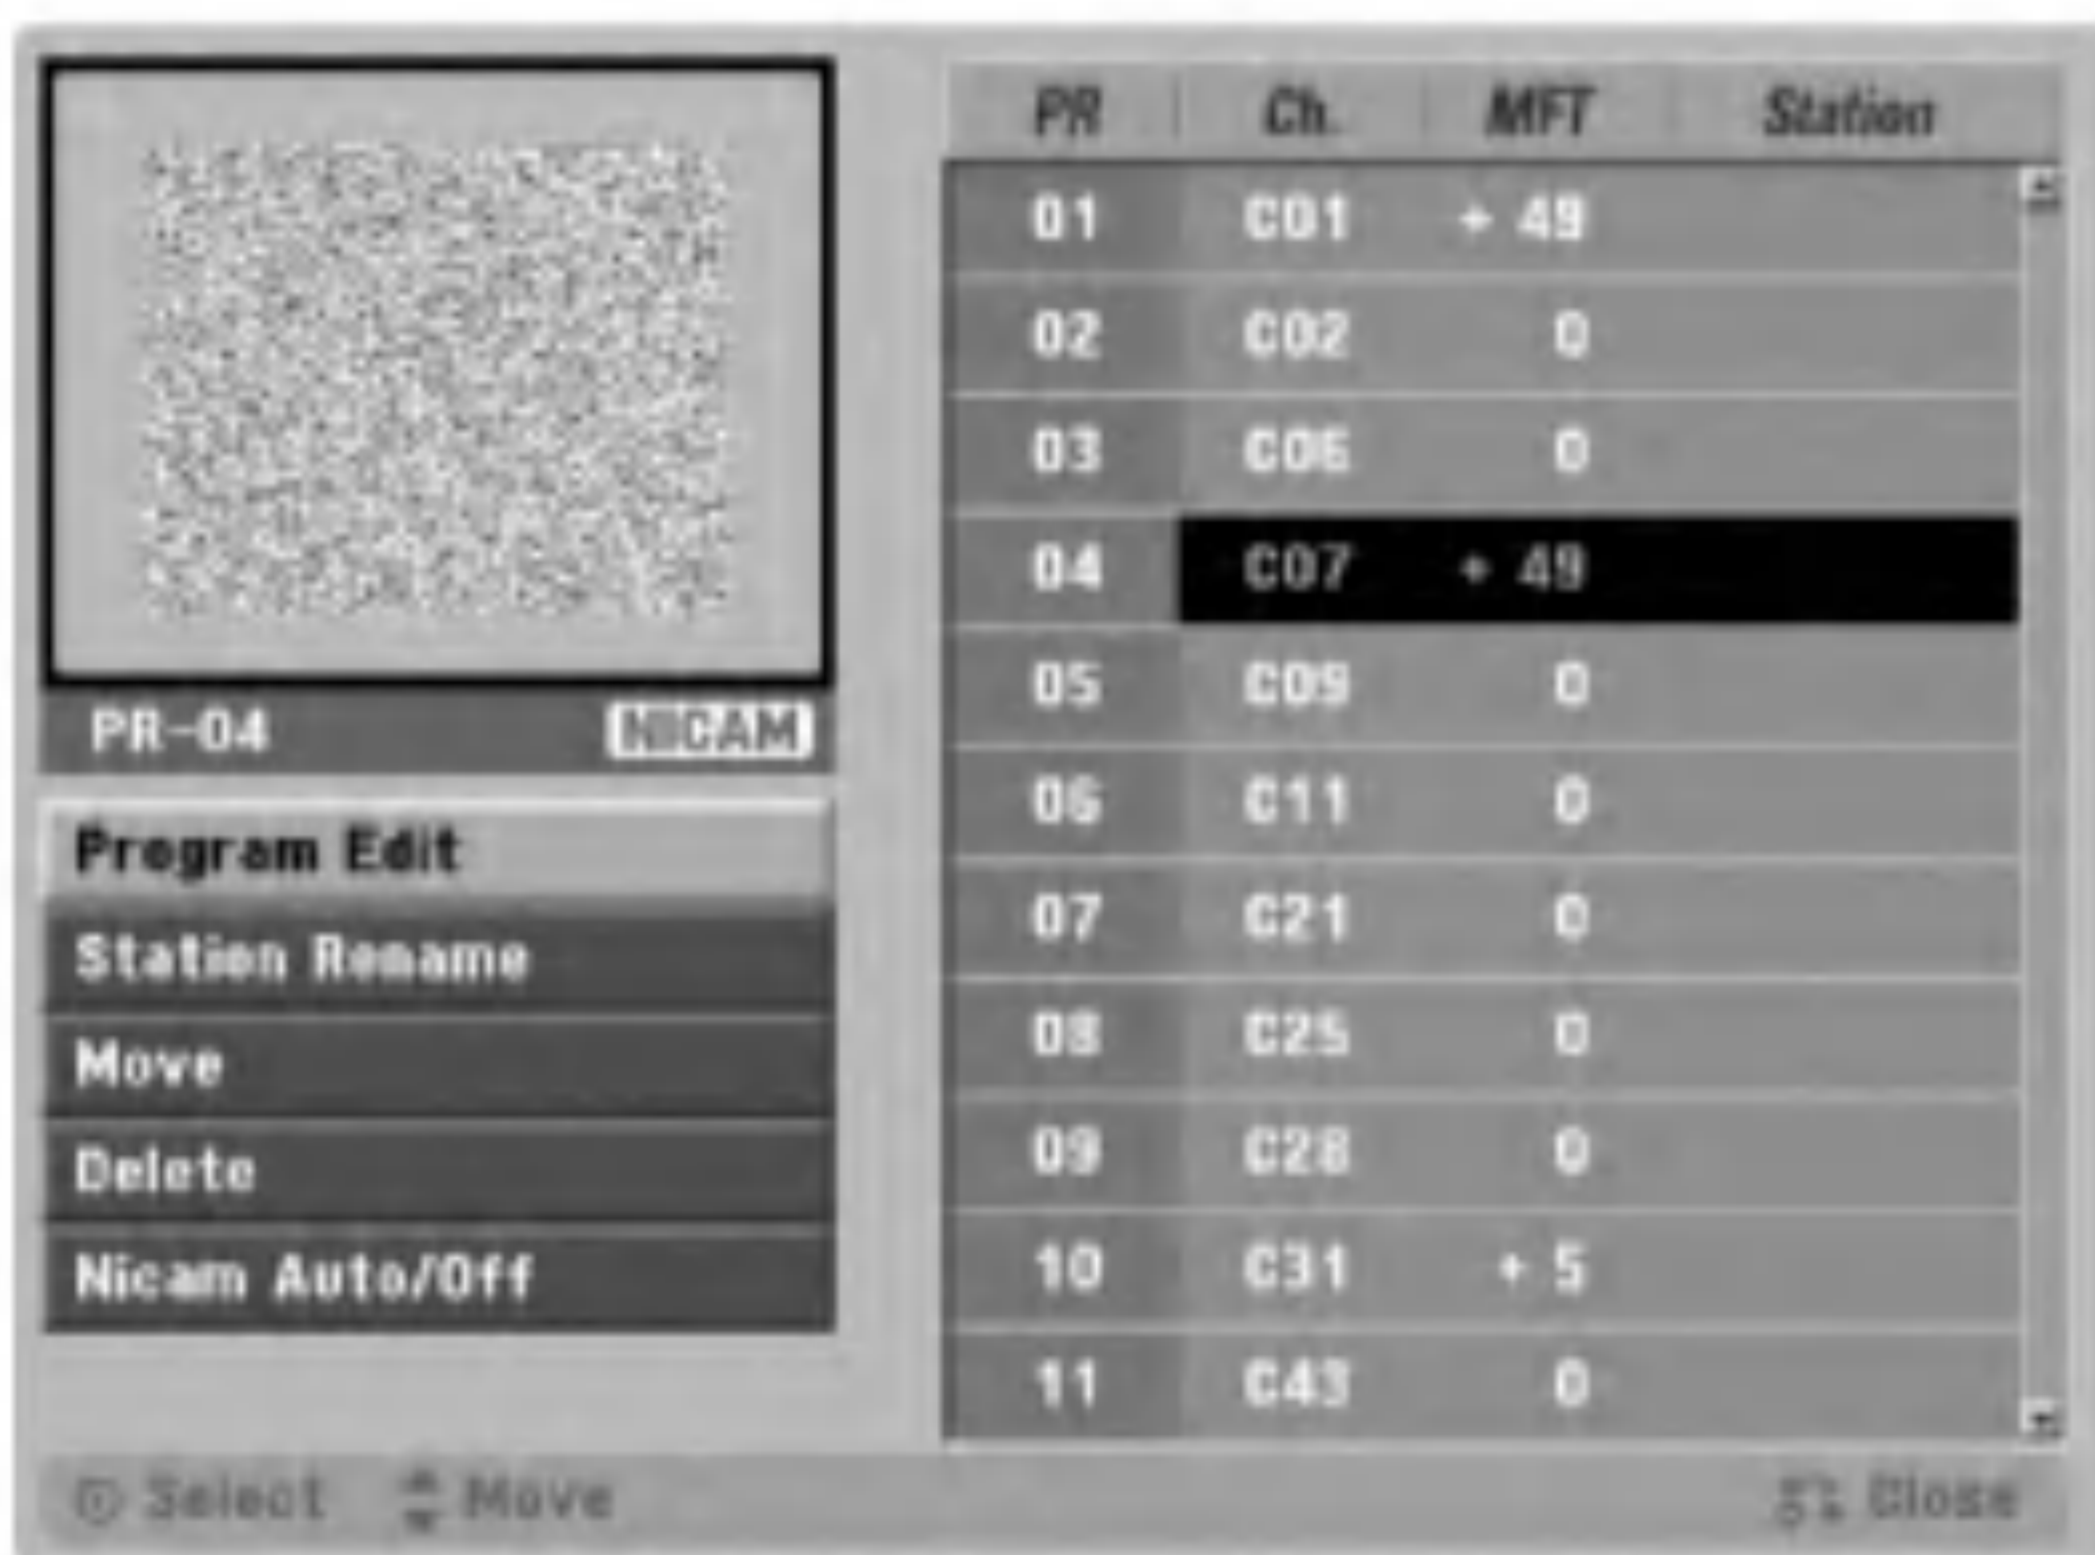 PR-04 NICAM
Program Edit
Station Rename
Move
Delete
Nicam Auto/Off
PR Ch. MFT Station
01 C01 + 49
02 C02 0
03 C06 0
04 C07 + 49
05 C09 0
06 C11 0
07 C21 0
08 C25 0
09 C28 0
10 C31 + 5
11 C43 0
Select Move Close